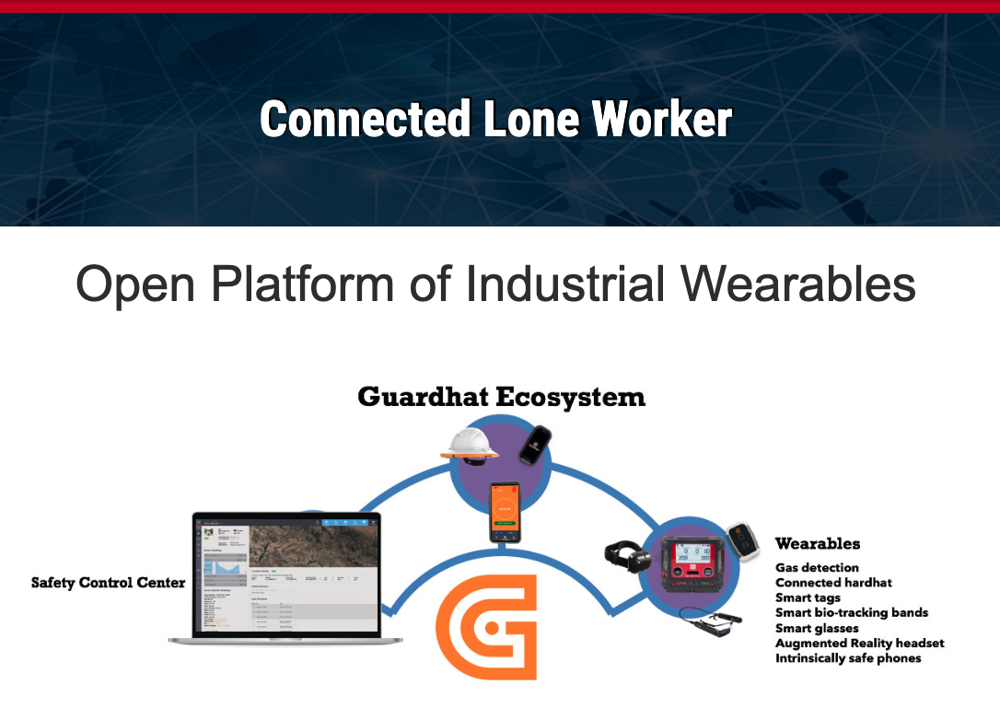 Connected Lone Worker
Open Platform of Industrial Wearables
Guardhat Ecosystem
Safety Control Center
Wearables
Gas detection
Connected hardhat
Smart tags
Smart bio-tracking bands
Smart glasses
Augmented Reality headset
Intrinsically safe phones